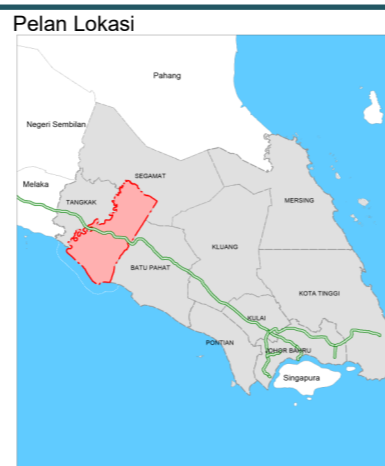 Pelan Lokasi
Pahang
Negeri Sembilan
Melaka
SEGAMAT
TANGKAK
MERSING
KLUANG
BATU PAHAT
KOTA TINGGI
KULAI
PONTIAN
JOHOR BAHRU
Singapura